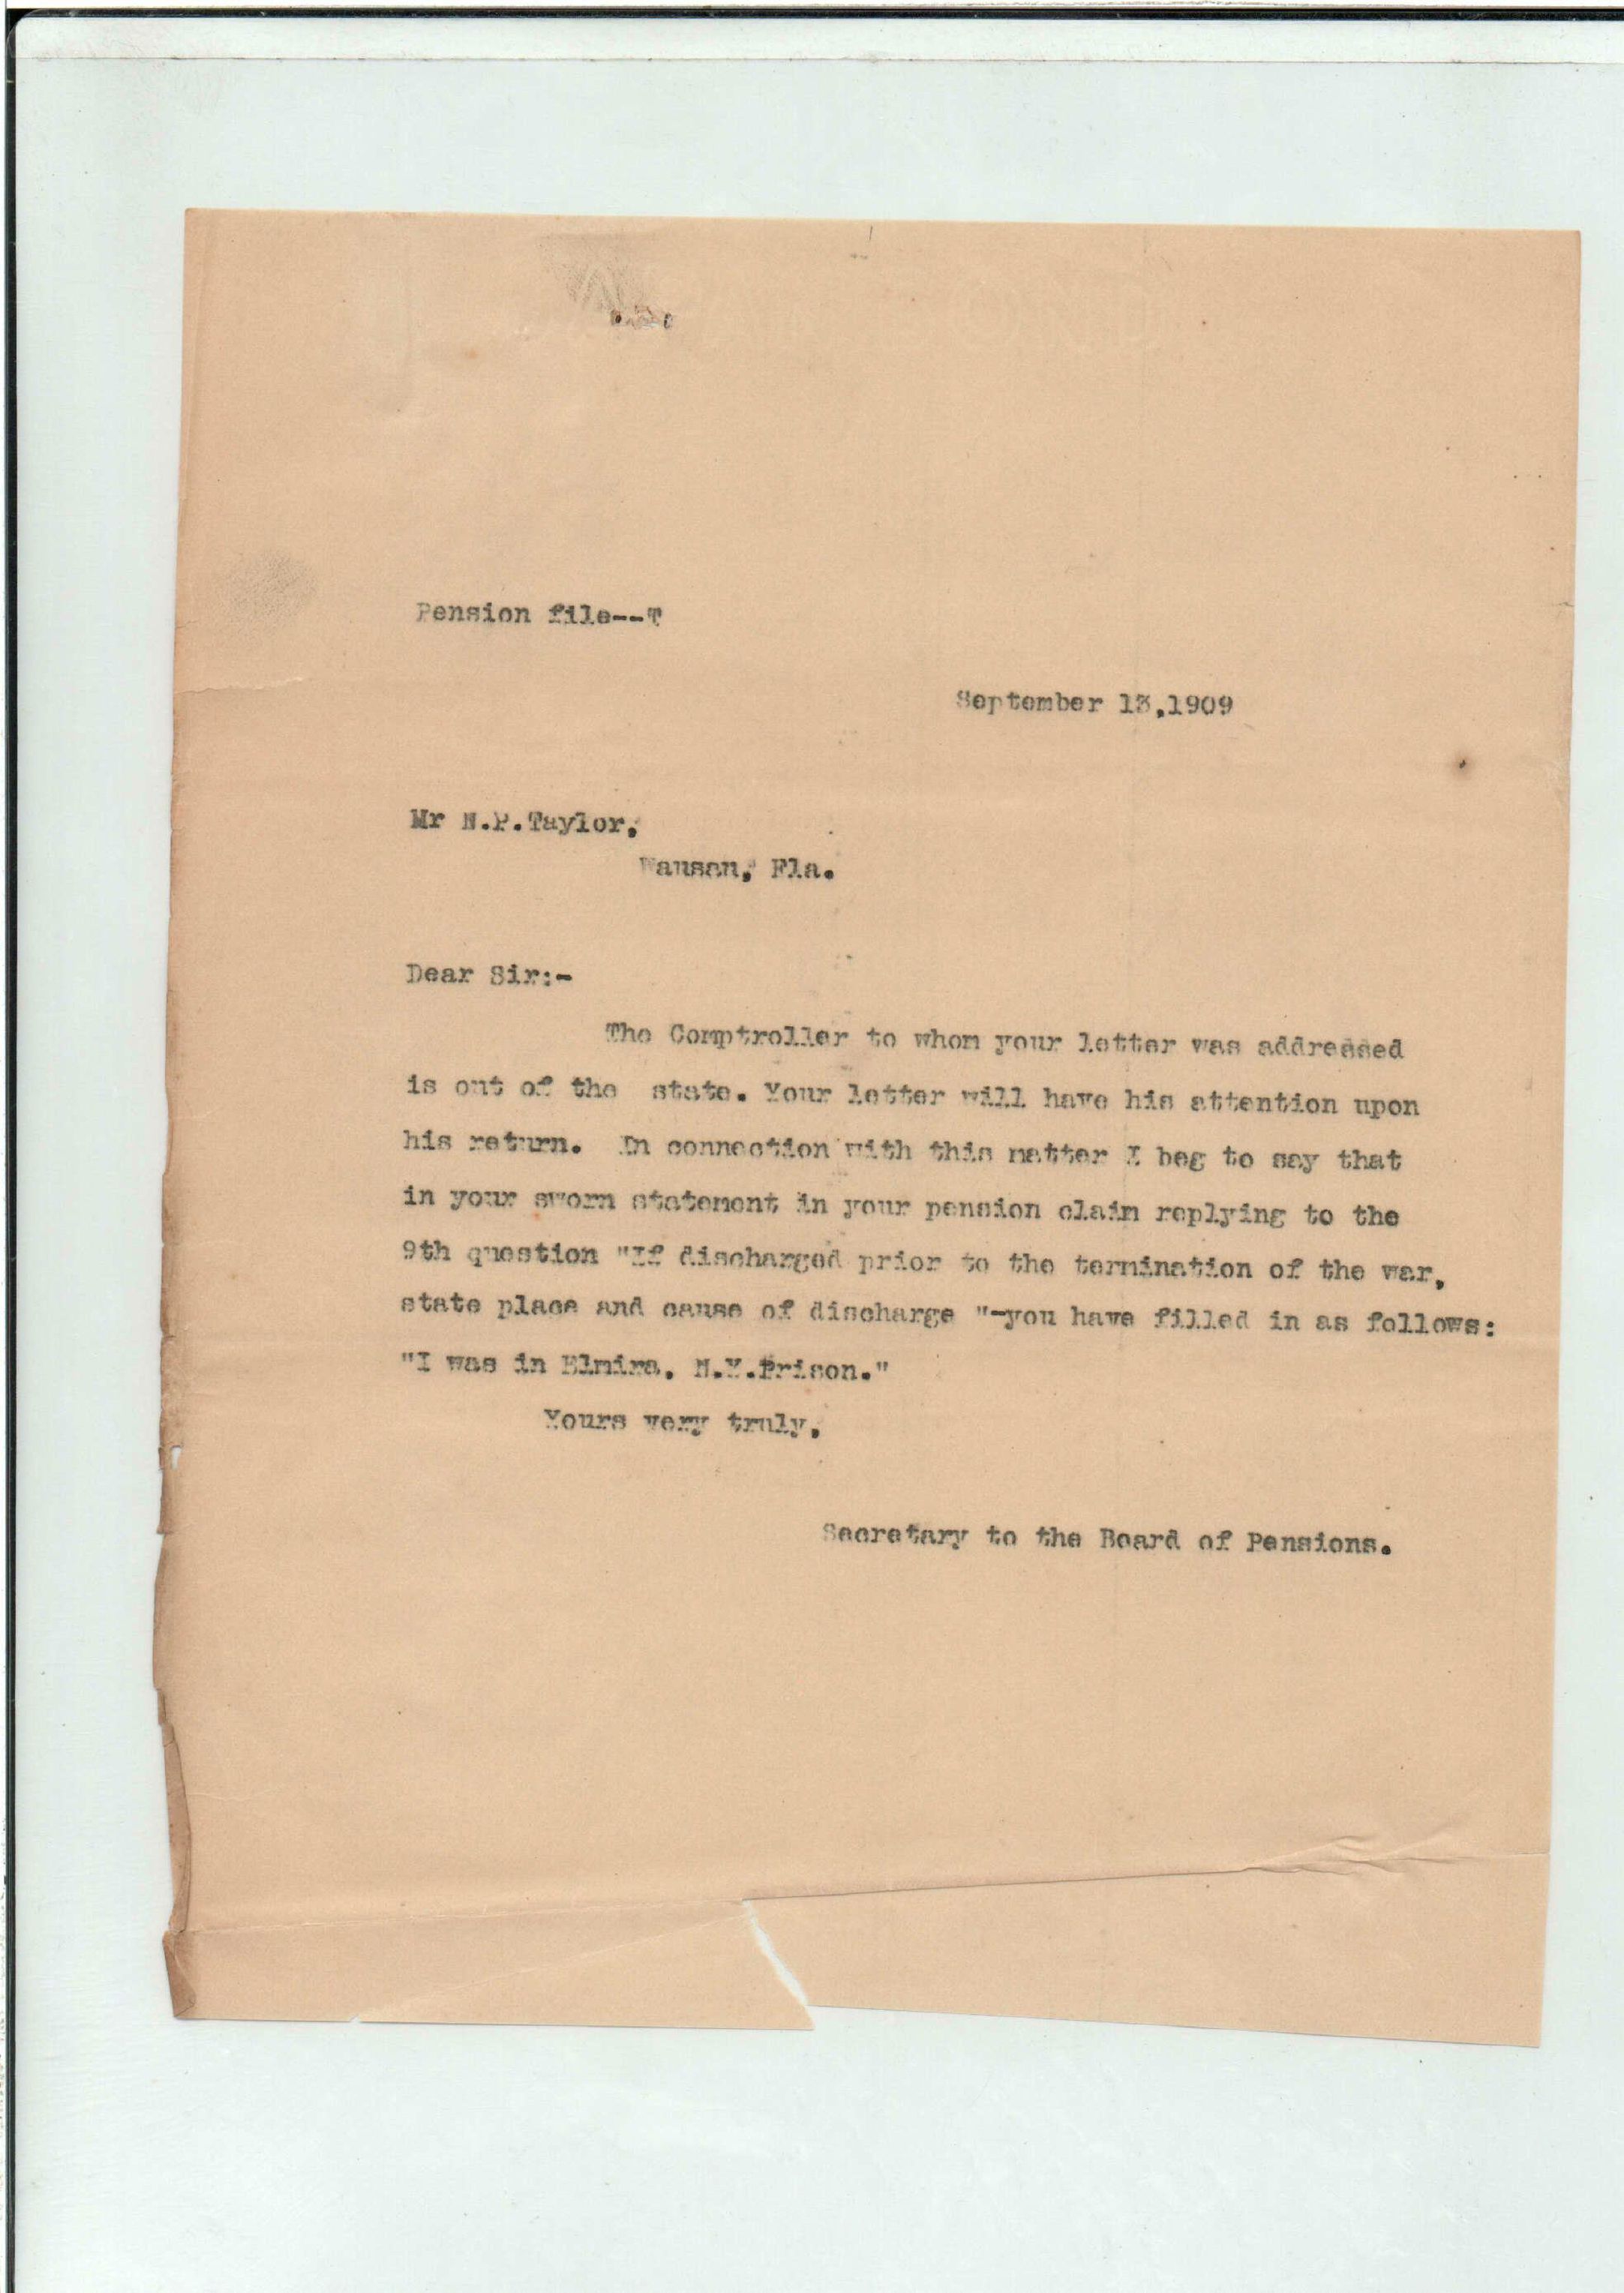 Pension file--T
September 13,1909
Mr N.P.Taylor,
Wausau, Fla.
Dear Sir:-
The Comptroller to whom your letter was addressed
is out of the state. Your letter will have his attention upon
his return. In connection with this matter I beg to say that
in your sworn statement in your pension claim replying to the
9th question "If discharged prior to the termination of the war,
state place and cause of discharge "-you have filled in as follows:
"I was in Elmira, N.Y.Prison."
Yours very truly,
Secretary to the Board of Pensions.